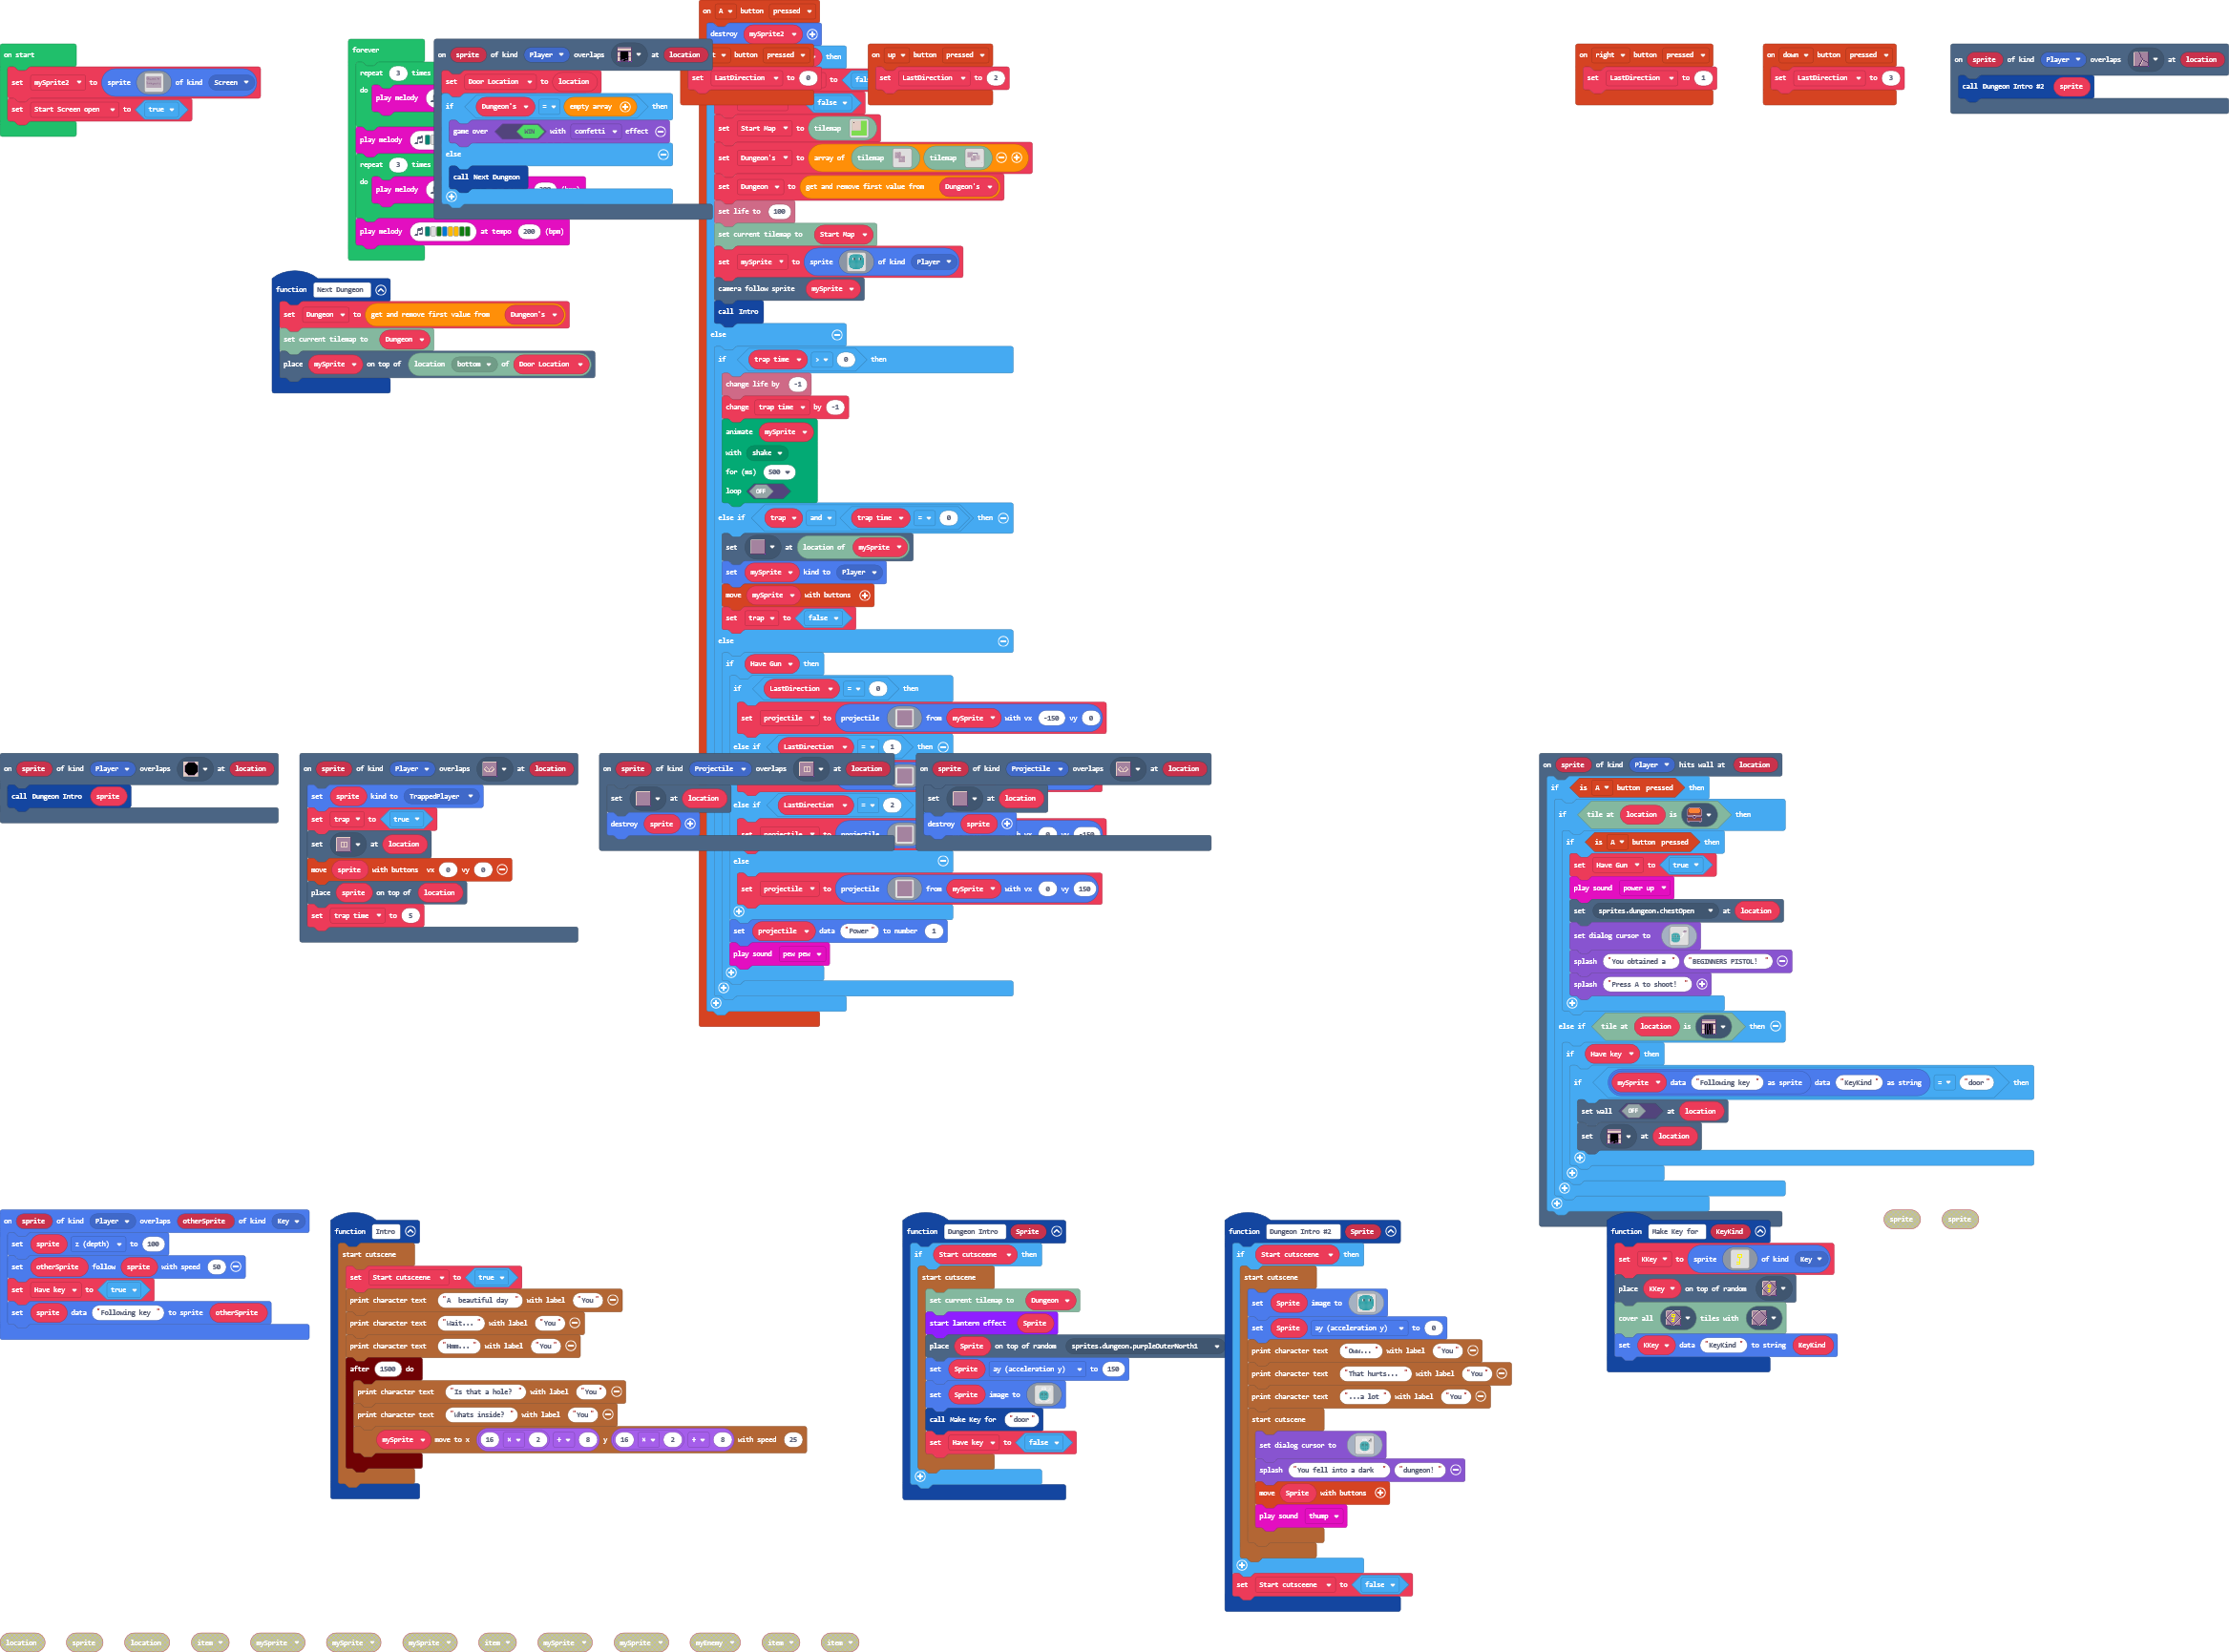 on start
set mySprite2 to sprite of kind Screen
set Start Screen open to true
forever
repeat 3 times
do
play melody
play melody
repeat 3 times
do
play melody
play melody at tempo 200 (bpm)
on sprite of kind Player overlaps at location
set Door Location to location
if Dungeon's = empty array then
game over WIN with confetti effect
else
call Next Dungeon
function Next Dungeon
set Dungeon to get and remove first value from Dungeon's
set current tilemap to Dungeon
place mySprite on top of location bottom of Door Location
on A button pressed
destroy mySprite2
button pressed
then
set LastDirection to 0
to
false
set Start Map to tilemap
set Dungeon's to array of tilemap tilemap
set Dungeon to get and remove first value from Dungeon's
set life to 100
set current tilemap to Start Map
set mySprite to sprite of kind Player
camera follow sprite mySprite
call Intro
else
if trap time > 0 then
change life by -1
change trap time by -1
animate mySprite
with shake
for (ms) 500
loop OFF
else if trap and trap time = 0 then
set at location of mySprite
set mySprite kind to Player
move mySprite with buttons
set trap to false
else
if Have Gun then
if LastDirection = 0 then
set projectile to projectile from mySprite with vx -150 vy 0
else if LastDirection = 1 then
else if LastDirection = 2
else
set projectile to projectile from mySprite with vx 0 vy 150
set projectile data "Power" to number 1
play sound pew pew
on up button pressed
set LastDirection to 2
on right button pressed
set LastDirection to 1
on down button pressed
set LastDirection to 3
on sprite of kind Player overlaps at location
call Dungeon Intro #2 sprite
on sprite of kind Player overlaps at location
call Dungeon Intro sprite
on sprite of kind Player overlaps at location
set sprite kind to TrappedPlayer
set trap to true
set at location
move sprite with buttons vx 0 vy 0
place sprite on top of location
set trap time to 5
on sprite of kind Projectile overlaps at location
set at location
destroy sprite
on sprite of kind Projectile overlaps at location
set at location
destroy sprite
on sprite of kind Player hits wall at location
if is A button pressed then
if tile at location is then
if is A button pressed then
set Have Gun to true
play sound power up
set sprites.dungeon.chestOpen at location
set dialog cursor to
splash "You obtained a " "BEGINNERS PISTOL! "
splash "Press A to shoot! "
else if tile at location is then
if Have key then
if mySprite data "Following key " as sprite data "KeyKind " as string = "door" then
set wall OFF at location
set at location
on sprite of kind Player overlaps otherSprite of kind Key
set sprite z (depth) to 100
set otherSprite follow sprite with speed 50
set Have key to true
set sprite data "Following key " to sprite otherSprite
function Intro
start cutscene
set Start cutsceene to true
print character text "A beautiful day " with label "You"
print character text "Wait... " with label "You"
print character text "Hmm... " with label "You"
after 1500 do
print character text "Is that a hole? " with label "You"
print character text "Whats inside? " with label "You"
mySprite move to x 16 × 2 + 8 y 16 × 2 + 8 with speed 25
function Dungeon Intro Sprite
if Start cutsceene then
start cutscene
set current tilemap to Dungeon
start lantern effect Sprite
place Sprite on top of random sprites.dungeon.purpleOuterNorth1
set Sprite ay (acceleration y) to 150
set Sprite image to
call Make Key for "door"
set Have key to false
function Dungeon Intro #2 Sprite
if Start cutsceene then
start cutscene
set Sprite image to
set Sprite ay (acceleration y) to 0
print character text "Oww... " with label "You"
print character text "That hurts... " with label "You"
print character text "...a lot " with label "You"
start cutscene
set dialog cursor to
splash "You fell into a dark " "dungeon! "
move Sprite with buttons
play sound thump
set Start cutsceene to false
function Make Key for KeyKind
set KKey to sprite of kind Key
place KKey on top of random
cover all tiles with
set KKey data "KeyKind " to string KeyKind
sprite sprite
location sprite location item mySprite mySprite mySprite item mySprite mySprite myEnemy item item